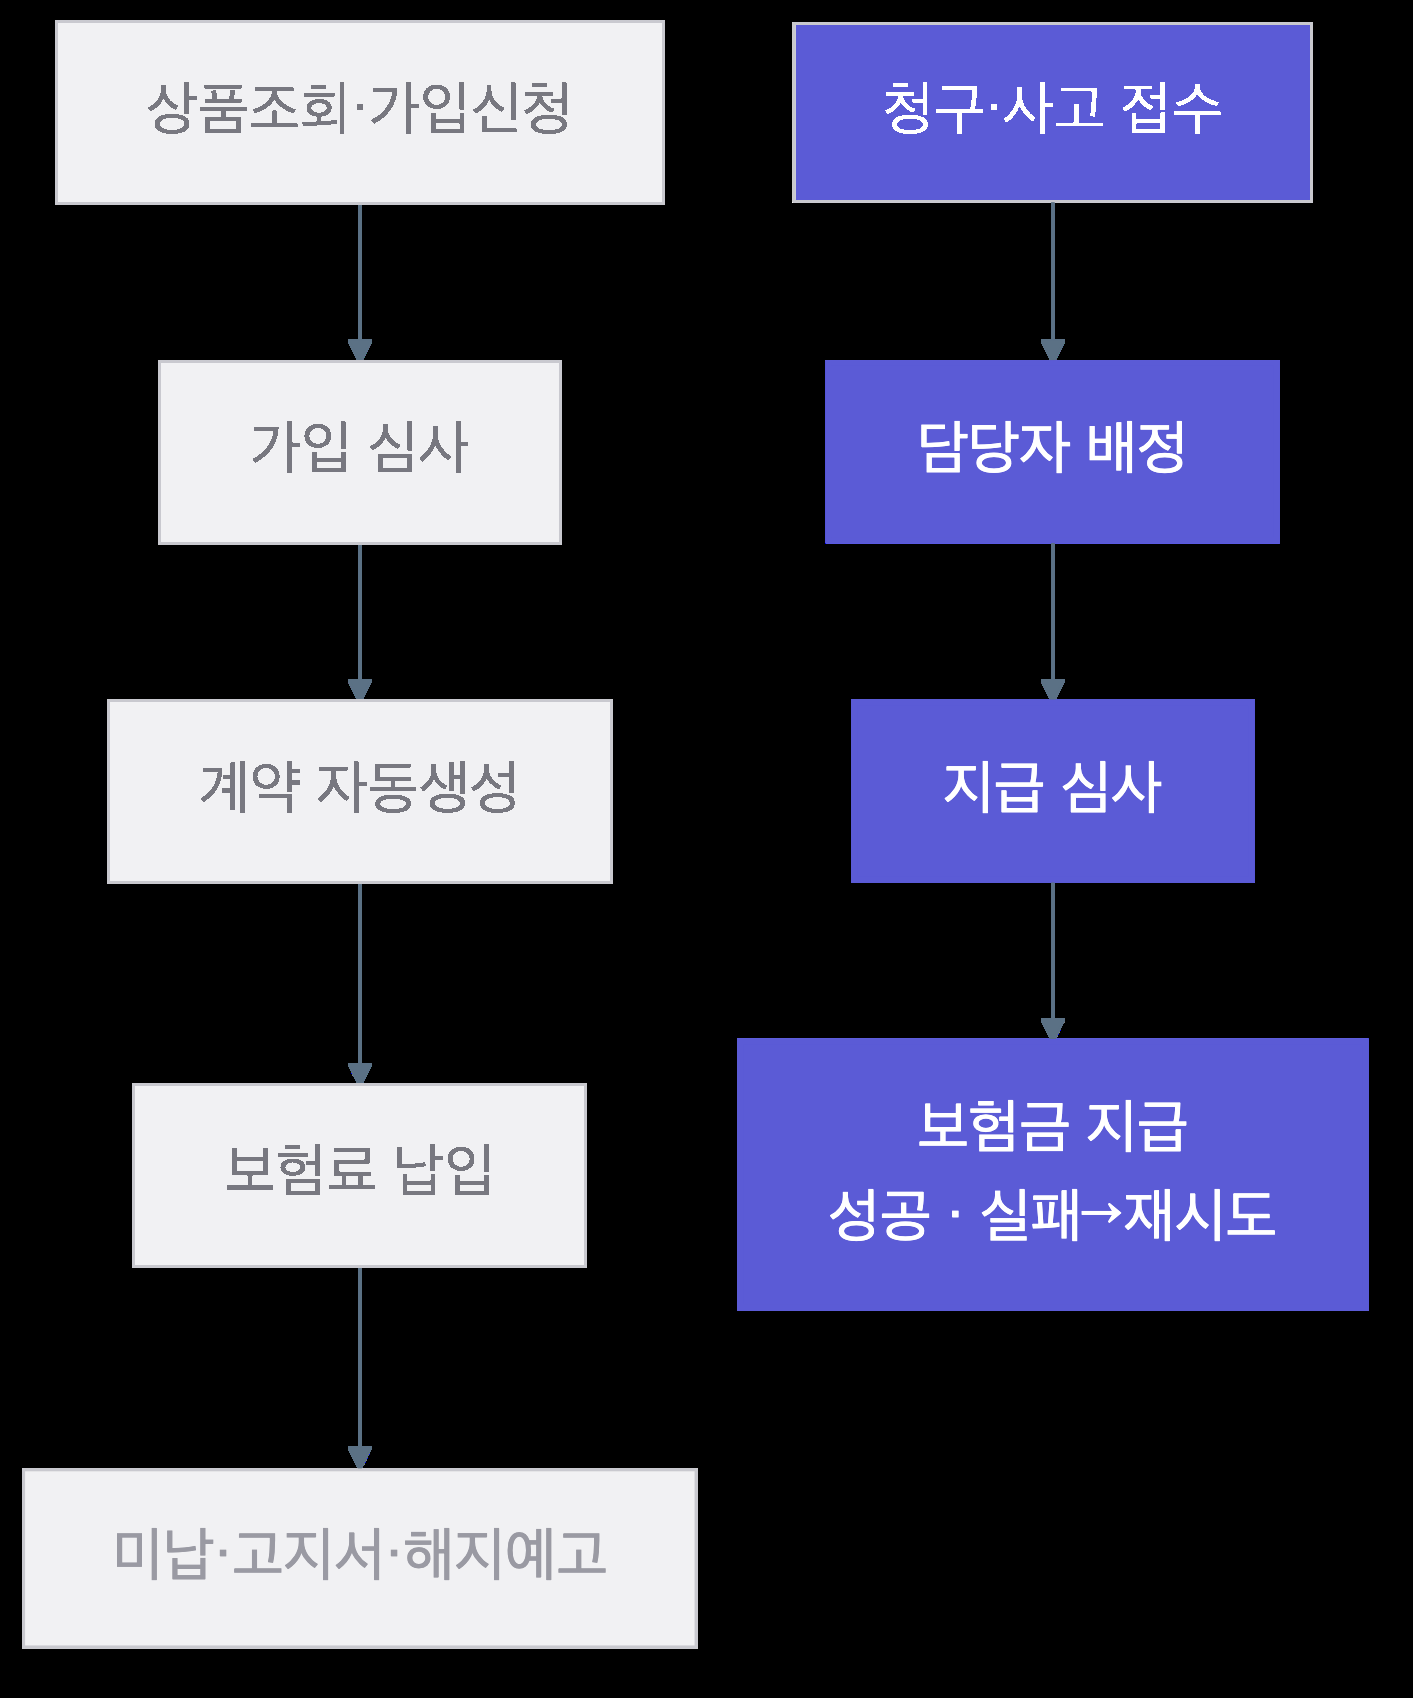 상품조회·가입신청
가입 심사
계약 자동생성
보험료 납입
미납·고지서·해지예고
청구·사고 접수
담당자 배정
지급 심사
보험금 지급
성공 · 실패→재시도